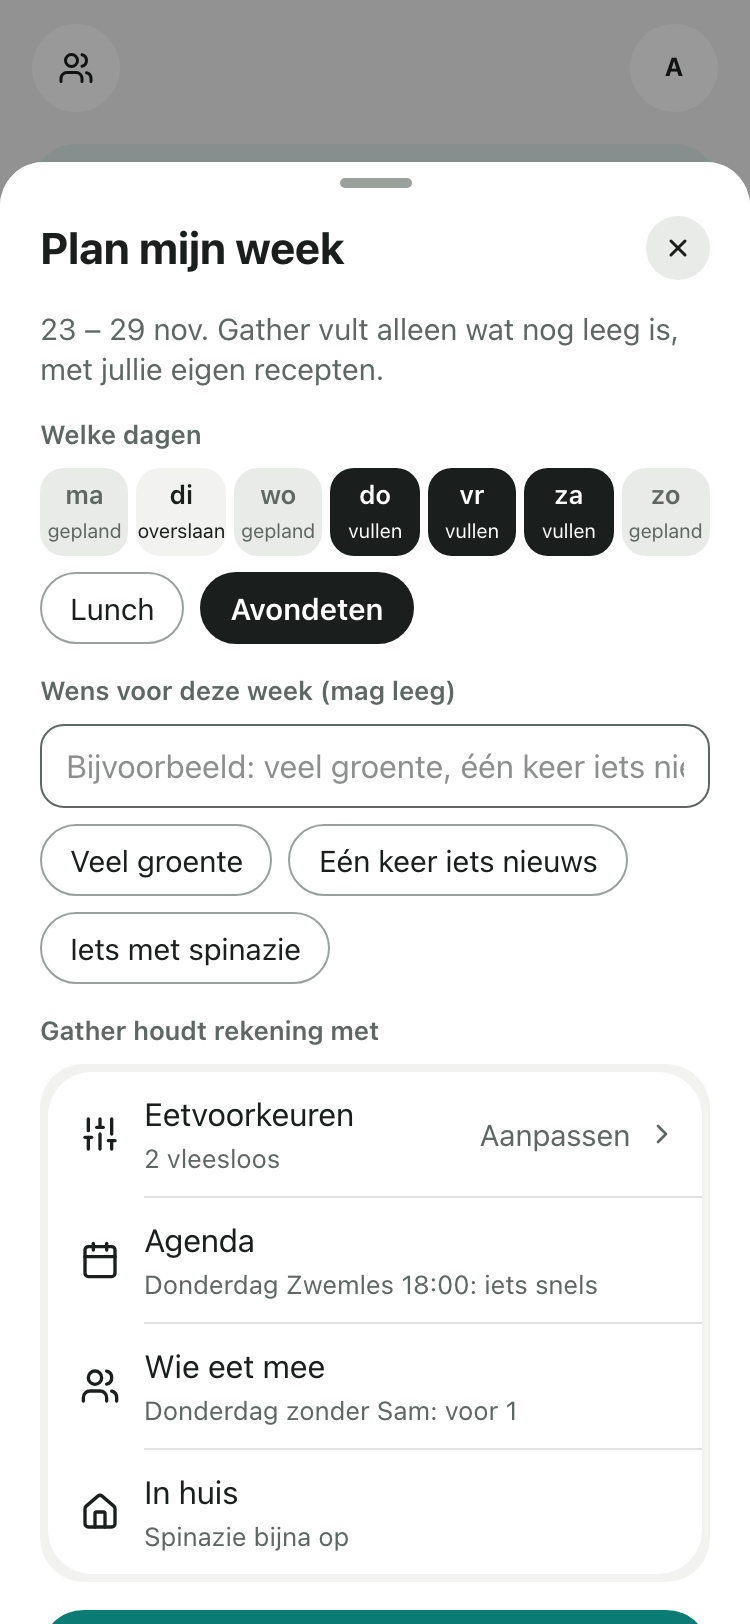 A
Plan mijn week
23 – 29 nov. Gather vult alleen wat nog leeg is,
met jullie eigen recepten.
Welke dagen
ma di wo do vr za zo
gepland overslaan gepland vullen vullen vullen gepland
Lunch Avondeten
Wens voor deze week (mag leeg)
Bijvoorbeeld: veel groente, één keer iets
Veel groente Eén keer iets nieuws
Iets met spinazie
Gather houdt rekening met
Eetvoorkeuren
2 vleesloos
Aanpassen
Agenda
Donderdag Zwemles 18:00: iets snels
Wie eet mee
Donderdag zonder Sam: voor 1
In huis
Spinazie bijna op